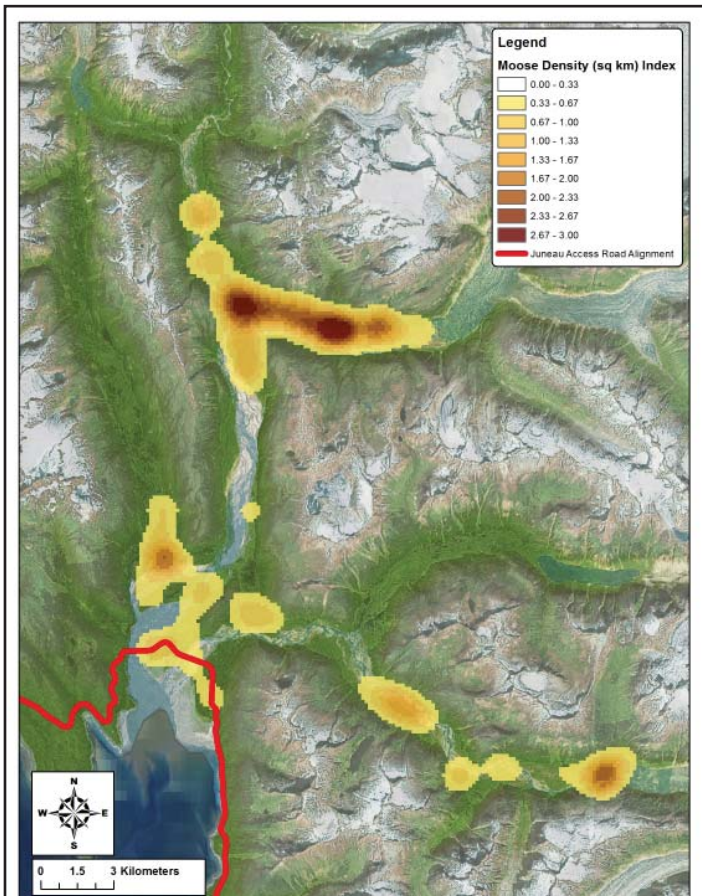 Legend
Moose Density (sq km) Index
0.00 - 0.33
0.33 - 0.67
0.67 - 1.00
1.00 - 1.33
1.33 - 1.67
1.67 - 2.00
2.00 - 2.33
2.33 - 2.67
2.67 - 3.00
Juneau Access Road Alignment
N
W E
S
0 1.5 3 Kilometers